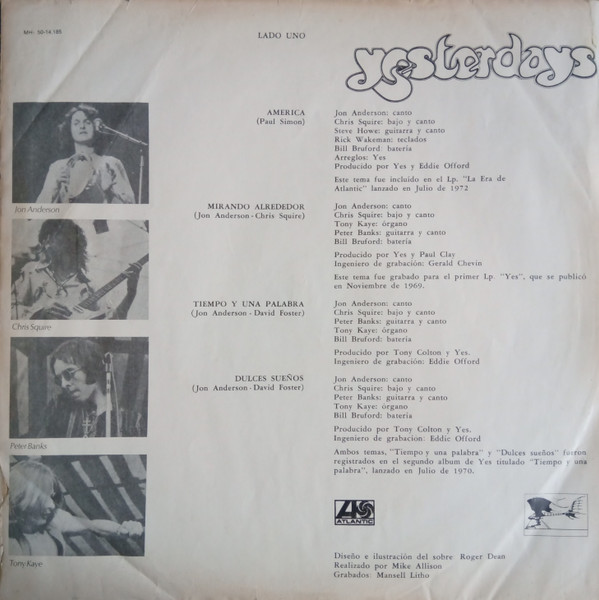 MH- 50-14.185
LADO UNO
yesterdays
AMERICA
(Paul Simon)
Jon Anderson: canto
Chris Squire: bajo y canto
Steve Howe: guitarra y canto
Rick Wakeman: teclados
Bill Bruford: batería
Arreglos: Yes
Producido por Yes y Eddie Offord
Este tema fue incluído en el Lp. "La Era de
Atlantic" lanzado en Julio de 1972
Jon Anderson
MIRANDO ALREDEDOR
(Jon Anderson-Chris Squire)
Jon Anderson: canto
Chris Squire: bajo y canto
Tony Kaye: órgano
Peter Banks: guitarra y canto
Bill Bruford: batería
Producido por Yes y Paul Clay
Ingeniero de grabación: Gerald Chevin
Este tema fue grabado para el primer Lp. "Yes", que se publicó
en Noviembre de 1969.
Chris Squire
TIEMPO Y UNA PALABRA
(Jon Anderson-David Foster)
Jon Anderson: canto
Chris Squire: bajo y canto
Peter Banks: guitarra y canto
Tony Kaye: órgano
Bill Bruford: batería
Producido por Tony Colton y Yes.
Ingeniero de grabación: Eddie Offord
Peter Banks
DULCES SUEÑOS
(Jon Anderson-David Foster)
Jon Anderson: canto
Chris Squire: bajo y canto
Peter Banks: guitarra y canto
Tony Kaye: órgano
Bill Bruford: batería
Producido por Tony Colton y Yes.
Ingeniero de grabación: Eddie Offord
Ambos temas, "Tiempo y una palabra" y "Dulces sueños" fueron
registrados en el segundo album de Yes titulado "Tiempo y una
palabra", lanzado en Julio de 1970.
Tony Kaye
ATLANTIC
Diseño e ilustración del sobre: Roger Dean
Realizado por Mike Allison
Grabados: Mansell Litho